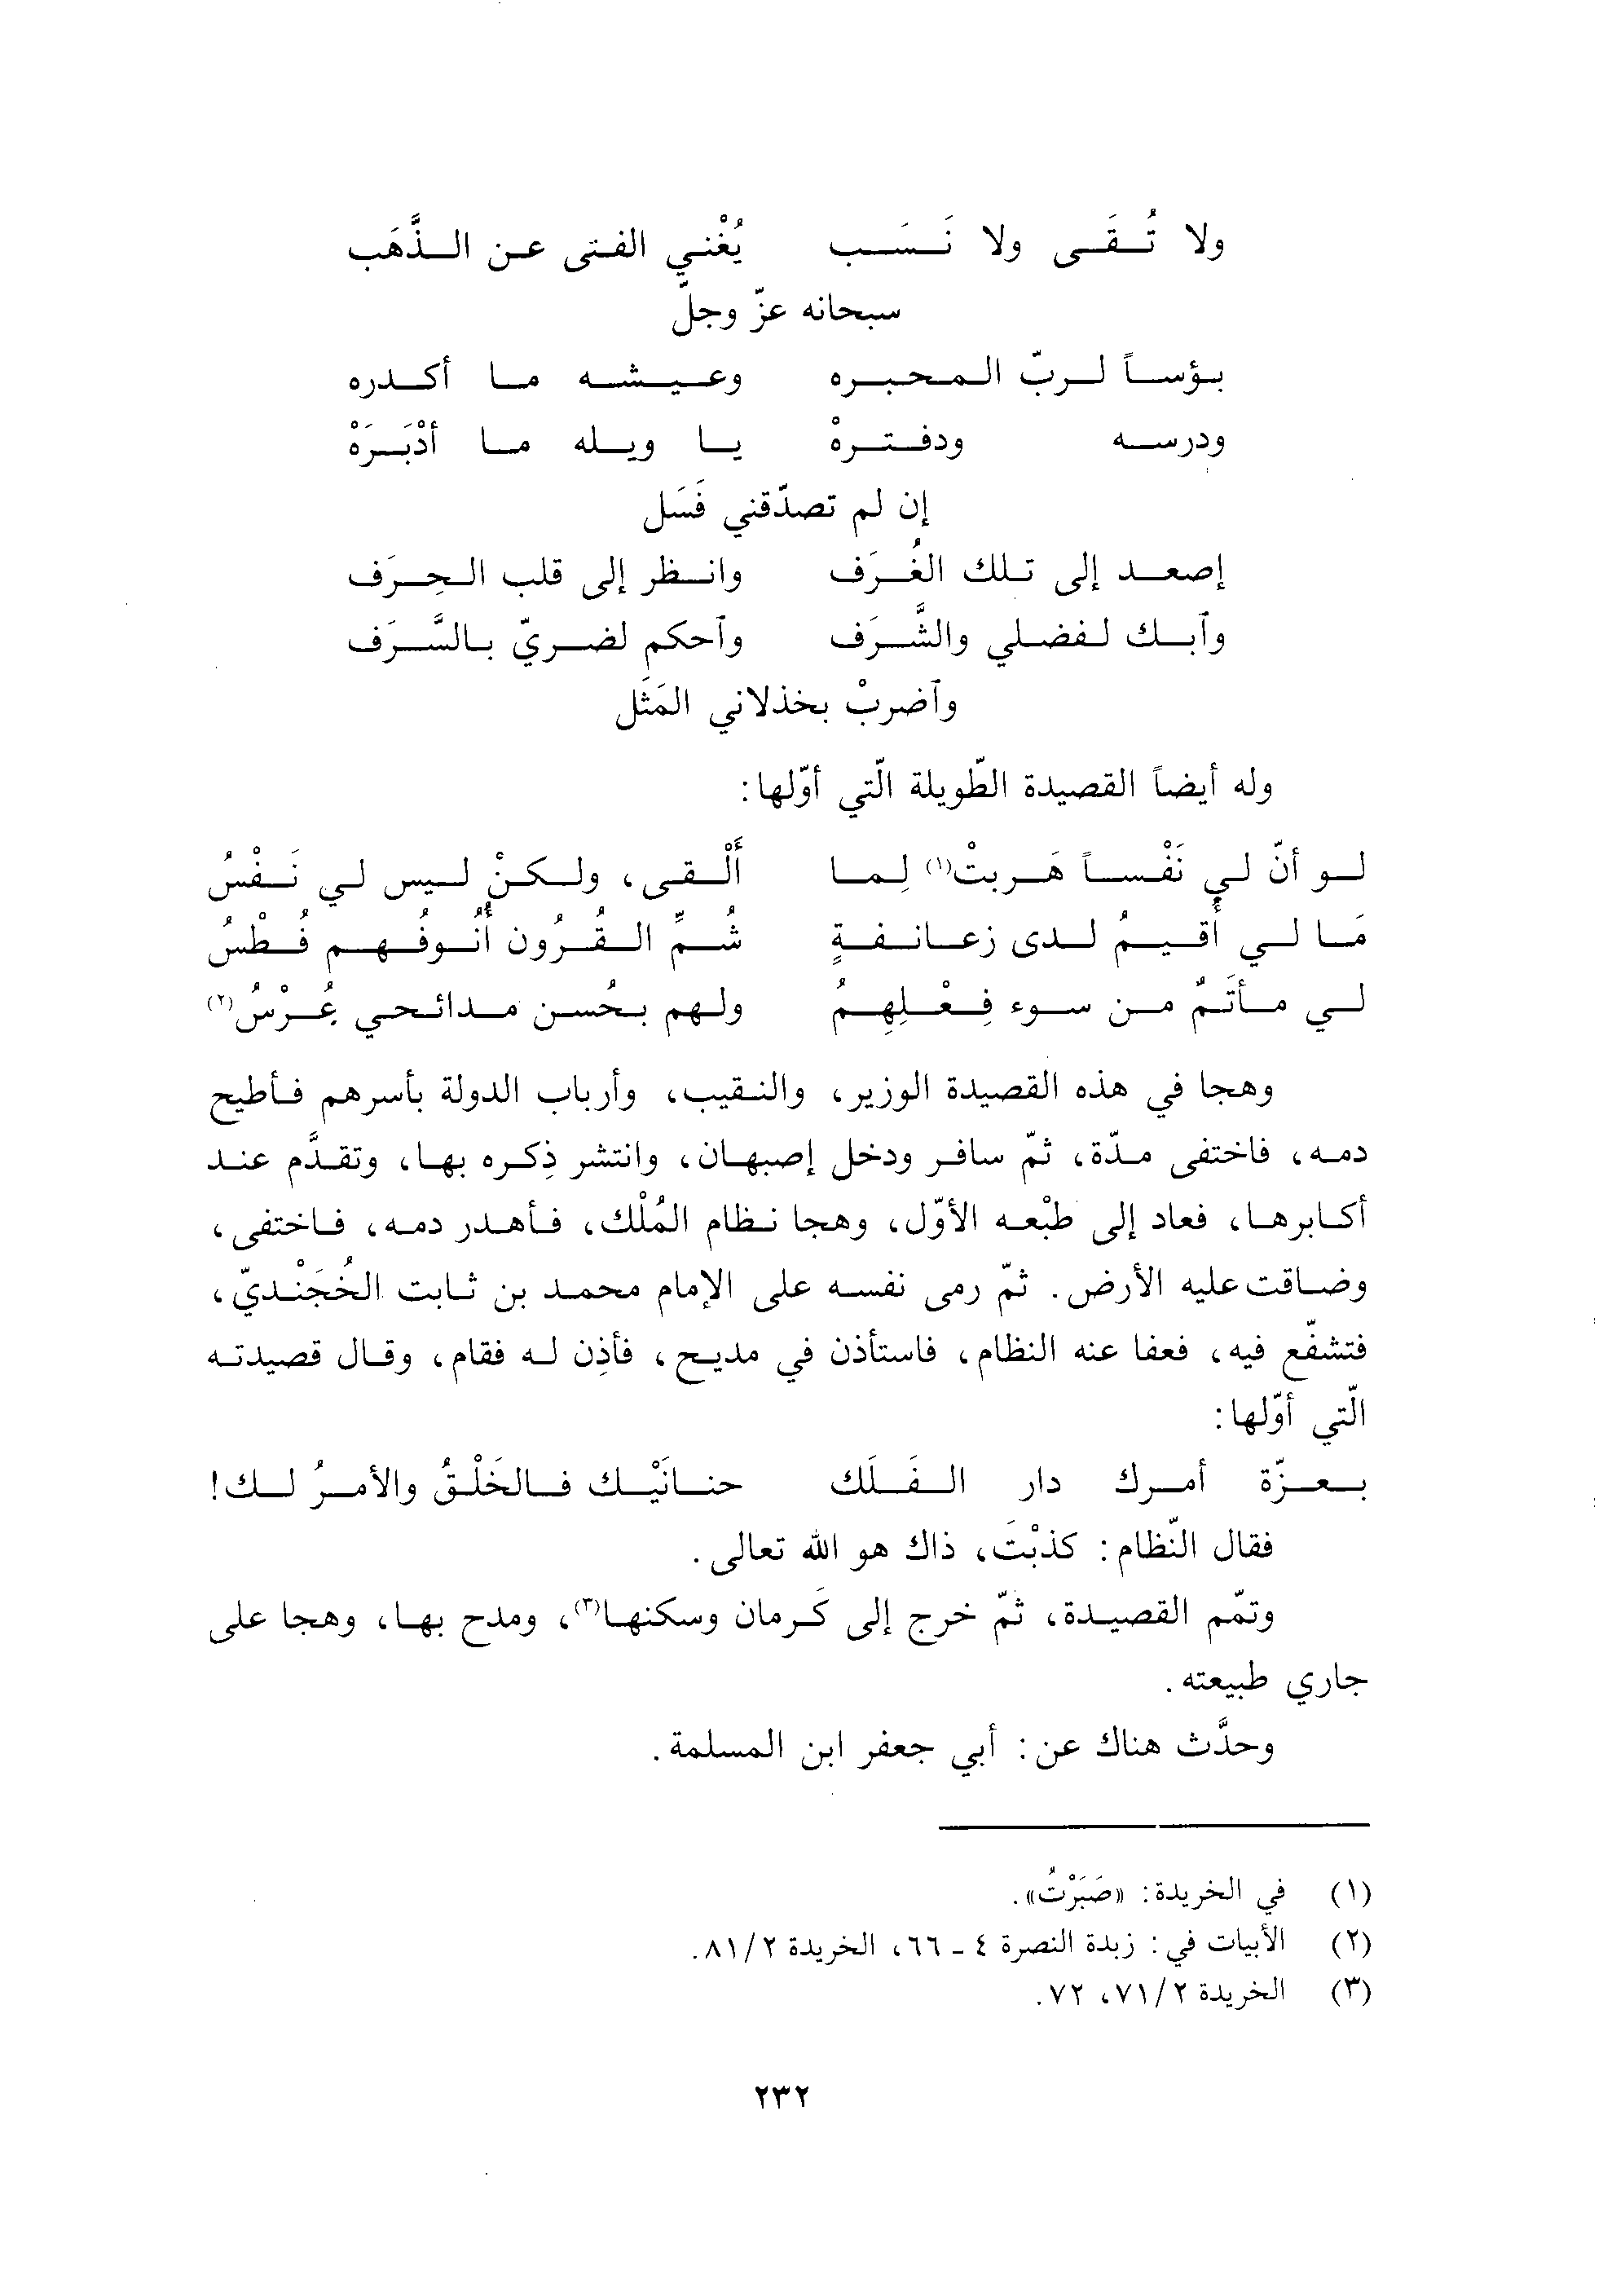 ولا تُقَى ولا نَسَب يُغْني الفتى عن الذَّهَب
سبحانه عزّ وجلّ
بؤساً لربّ المحبره وعيشه ما أكدره
ودرسه ودفترهْ يا ويله ما أدْبَرَهْ
إن لم تصدّقني فَسَل
إصعد إلى تلك الغُرَف وانظر إلى قلب الحِرَف
وآبك لفضلي والشَّرَف وآحكم لضريّ بالسَّرَف
وآضربْ بخذلاني المَثَل
وله أيضاً القصيدة الطّويلة الّتي أوّلها:
لو أنّ لي نَفْساً هَربتْ(١) لِما أَلْقى، ولكنْ ليس لي نَفْسُ
مَا لي أُقيمُ لدى زعانفةٍ شُمِّ القُرُون أُنُوفُهم فُطْسُ
لي مأتَمٌ من سوء فِعْلِهِمُ ولهم بحُسن مدائحي عُرْسُ(٢)
وهجا في هذه القصيدة الوزير، والنقيب، وأرباب الدولة بأسرهم فأطيح
دمه، فاختفى مدّة، ثمّ سافر ودخل إصبهان، وانتشر ذِكره بها، وتقدَّم عند
أكابرها، فعاد إلى طبْعه الأوّل، وهجا نظام المُلْك، فأهدر دمه، فاختفى،
وضاقت عليه الأرض. ثمّ رمى نفسه على الإمام محمد بن ثابت الخُجَنْديّ،
فتشفّع فيه، فعفا عنه النظام، فاستأذن في مديح، فأذِن له فقام، وقال قصيدته
الّتي أوّلها:
بعزّة أمرك دار الفَلَك حنانَيْك فالخَلْقُ والأمرُ لك!
فقال النّظام: كذبْتَ، ذاك هو الله تعالى.
وتمّم القصيدة، ثمّ خرج إلى كَرمان وسكنها(٣)، ومدح بها، وهجا على
جاري طبيعته.
وحدَّث هناك عن: أبي جعفر ابن المسلمة.
(١) في الخريدة: «صَبَرْتُ».
(٢) الأبيات في: زبدة النصرة ٤ ـ ٦٦، الخريدة ٨١/٢.
(٣) الخريدة ٧١/٢، ٧٢.
٢٣٢